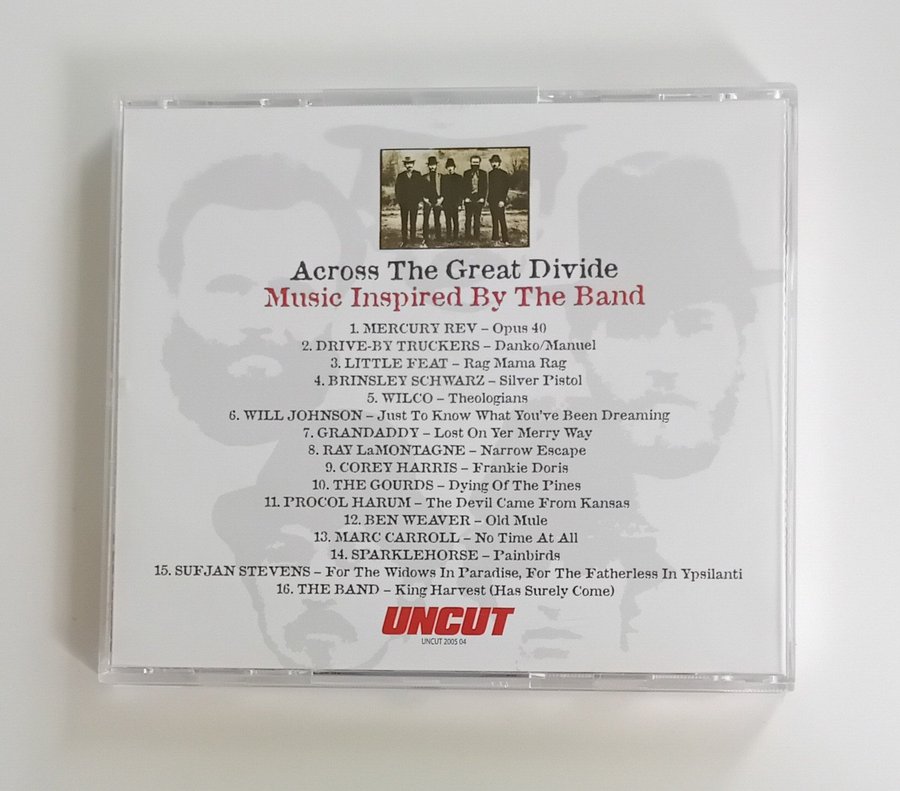 Across The Great Divide
Music Inspired By The Band
1. MERCURY REV – Opus 40
2. DRIVE-BY TRUCKERS – Danko/Manuel
3. LITTLE FEAT – Rag Mama Rag
4. BRINSLEY SCHWARZ – Silver Pistol
5. WILCO – Theologians
6. WILL JOHNSON – Just To Know What You've Been Dreaming
7. GRANDADDY – Lost On Yer Merry Way
8. RAY LaMONTAGNE – Narrow Escape
9. COREY HARRIS – Frankie Doris
10. THE GOURDS – Dying Of The Pines
11. PROCOL HARUM – The Devil Came From Kansas
12. BEN WEAVER – Old Mule
13. MARC CARROLL – No Time At All
14. SPARKLEHORSE – Painbirds
15. SUFJAN STEVENS – For The Widows In Paradise, For The Fatherless In Ypsilanti
16. THE BAND – King Harvest (Has Surely Come)
UNCUT
UNCUT 2005 04